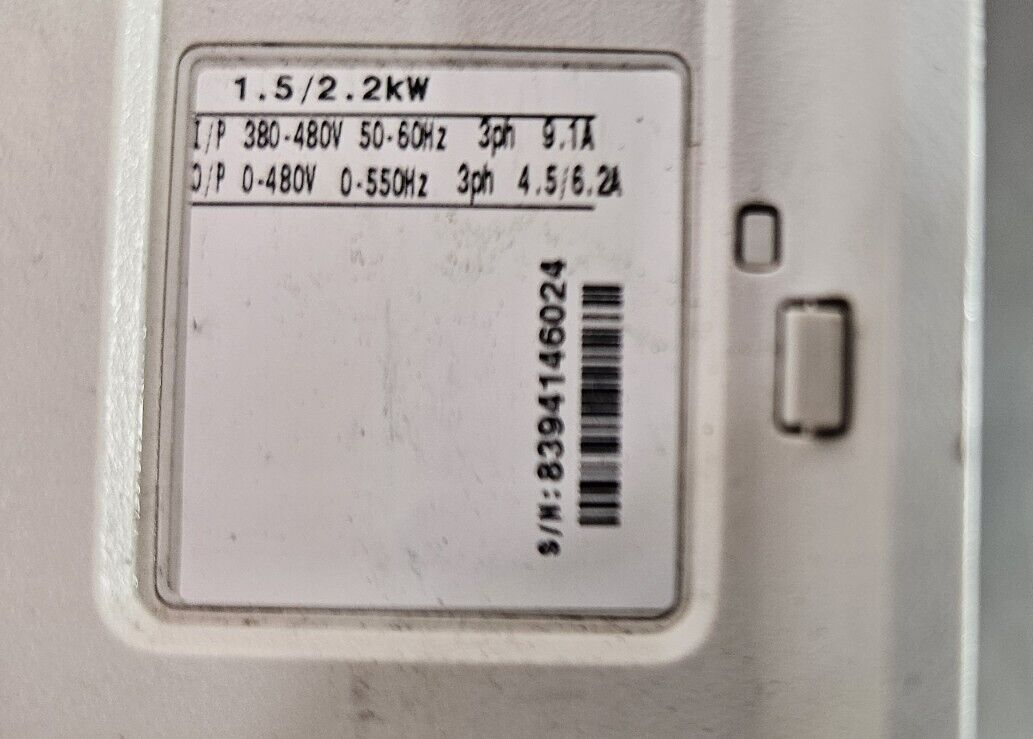 1.5/2.2kW
I/P 380-480V 50-60Hz 3ph 9.1A
O/P 0-480V 0-550Hz 3ph 4.5/6.2A
S/N:8394146024